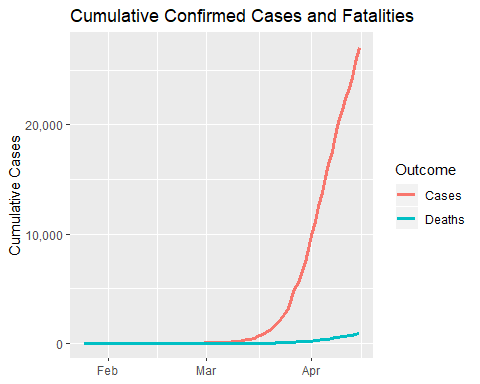 Cumulative Confirmed Cases and Fatalities
Cumulative Cases
20,000
10,000
0
Feb
Mar
Apr
Outcome
Cases
Deaths